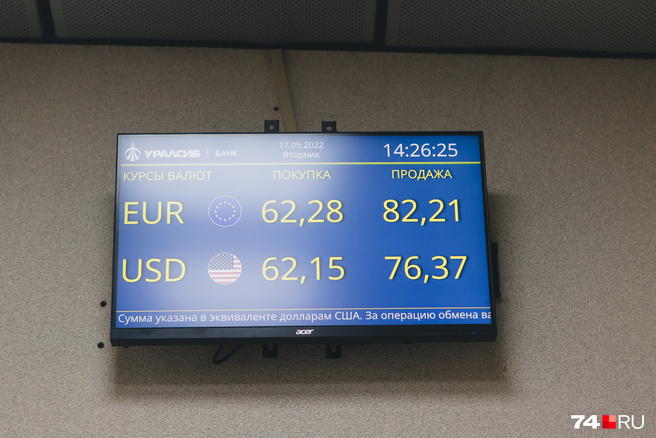 УРАЛСИБ | БАНК
17.05.2022
Вторник
14:26:25
КУРСЫ ВАЛЮТ ПОКУПКА ПРОДАЖА
EUR 62,28 82,21
USD 62,15 76,37
Сумма указана в эквиваленте долларам США. За операцию обмена ва
acer
74.RU